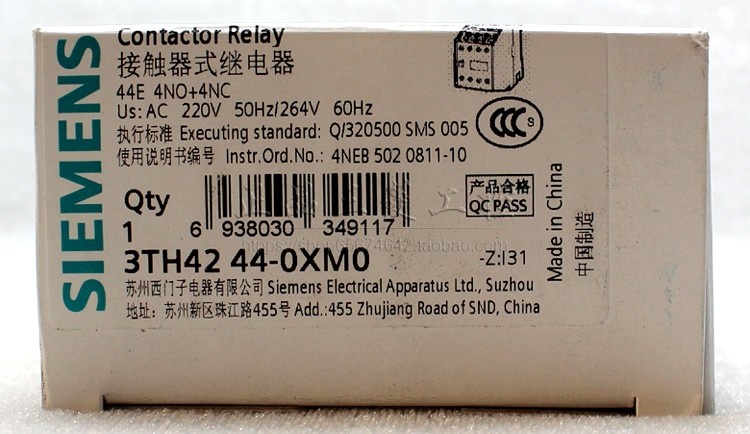 SIEMENS
Contactor Relay
接触器式继电器
44E 4NO+4NC
Us: AC 220V 50Hz/264V 60Hz
执行标准 Executing standard: Q/320500 SMS 005
使用说明书编号 Instr.Ord.No.: 4NEB 502 0811-10
CCC S
Qty
1
6 938030 349117
产品合格
QC PASS
Made in China
中国制造
https://shop65674642.taobao.com
3TH42 44-0XM0
-Z:I31
苏州西门子电器有限公司 Siemens Electrical Apparatus Ltd., Suzhou
地址: 苏州新区珠江路455号 Add.:455 Zhujiang Road of SND, China